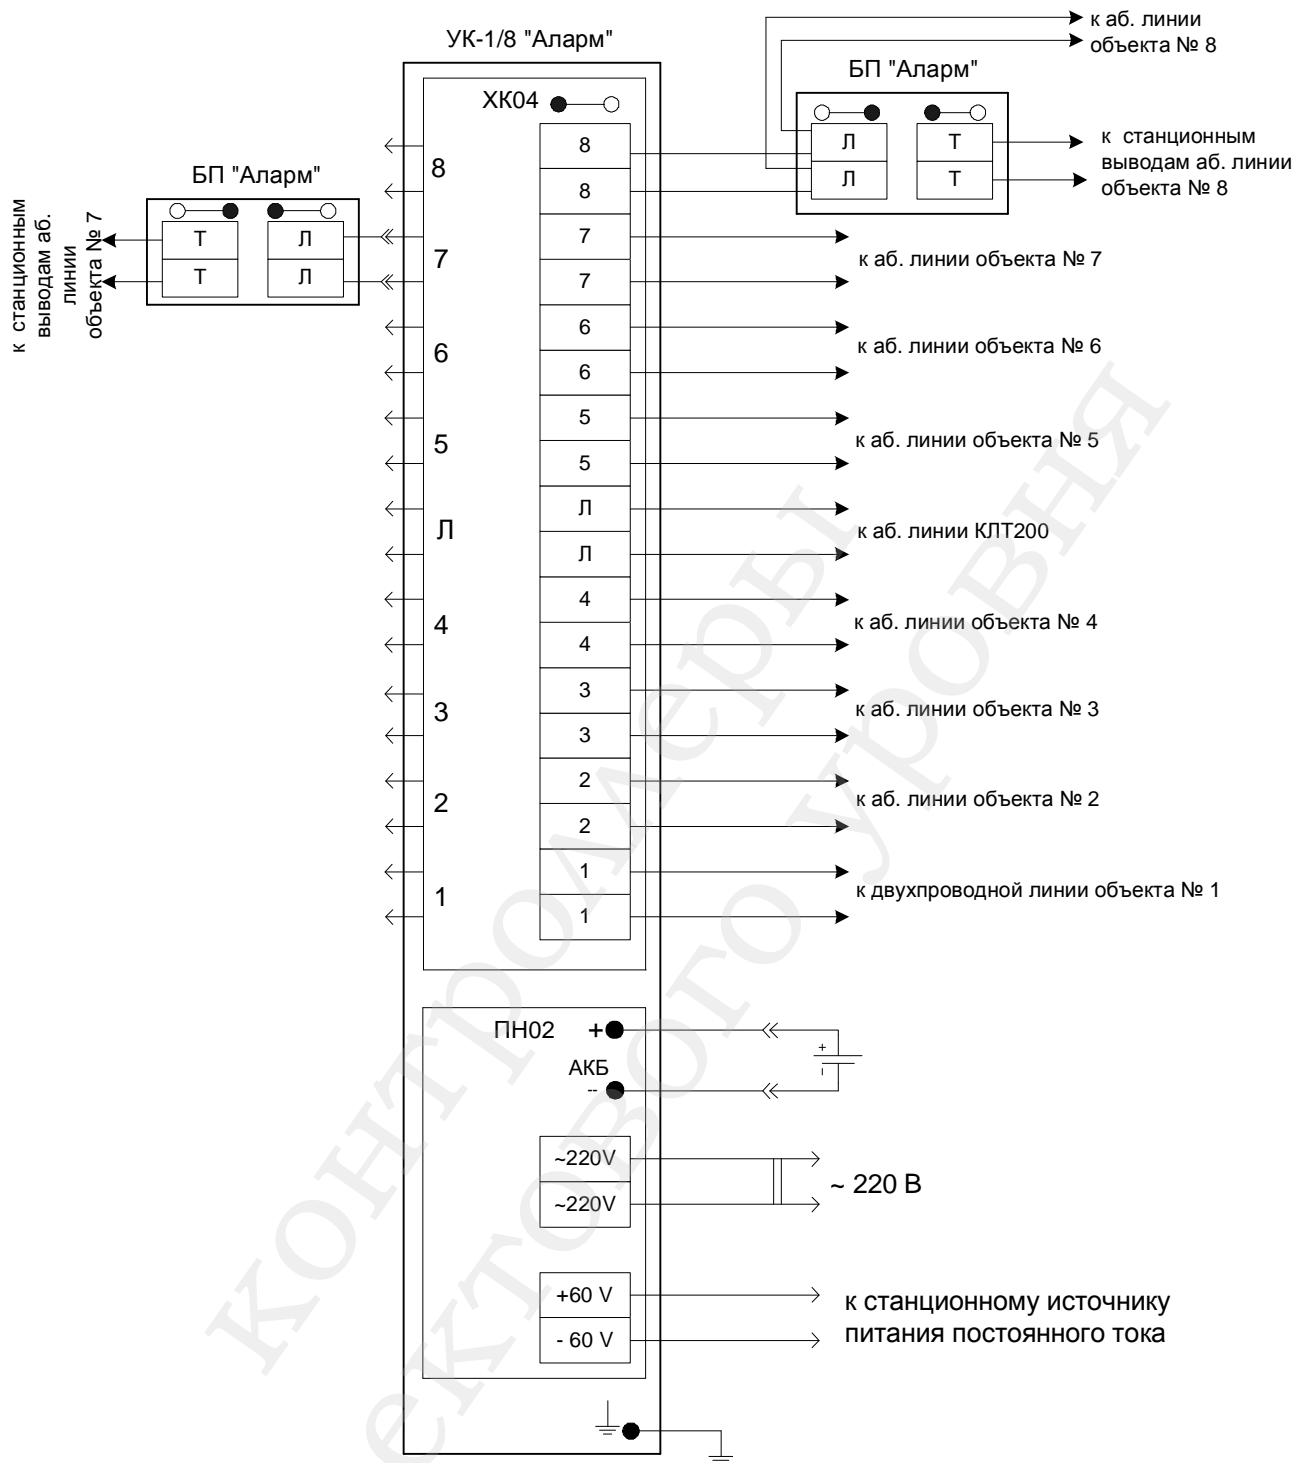 к аб. линии
объекта № 8
УК-1/8 "Аларм"
БП "Аларм"
ХК04
8
8
8
Л
Т
Л
Т
к станционным
выводам аб. линии
объекта № 8
БП "Аларм"
Т
Л
Т
Л
к станционным
выводам аб.
линии
объекта № 7
7
7
7
к аб. линии объекта № 7
6
6
6
к аб. линии объекта № 6
5
5
5
к аб. линии объекта № 5
Л
Л
Л
к аб. линии КЛТ200
4
4
4
к аб. линии объекта № 4
3
3
3
к аб. линии объекта № 3
2
2
2
к аб. линии объекта № 2
1
1
1
к двухпроводной линии объекта № 1
ПН02
+
АКБ
--
+
–
~220V
~220V
~ 220 В
+60 V
- 60 V
к станционному источнику
питания постоянного тока
контроллеры
ектового уровня